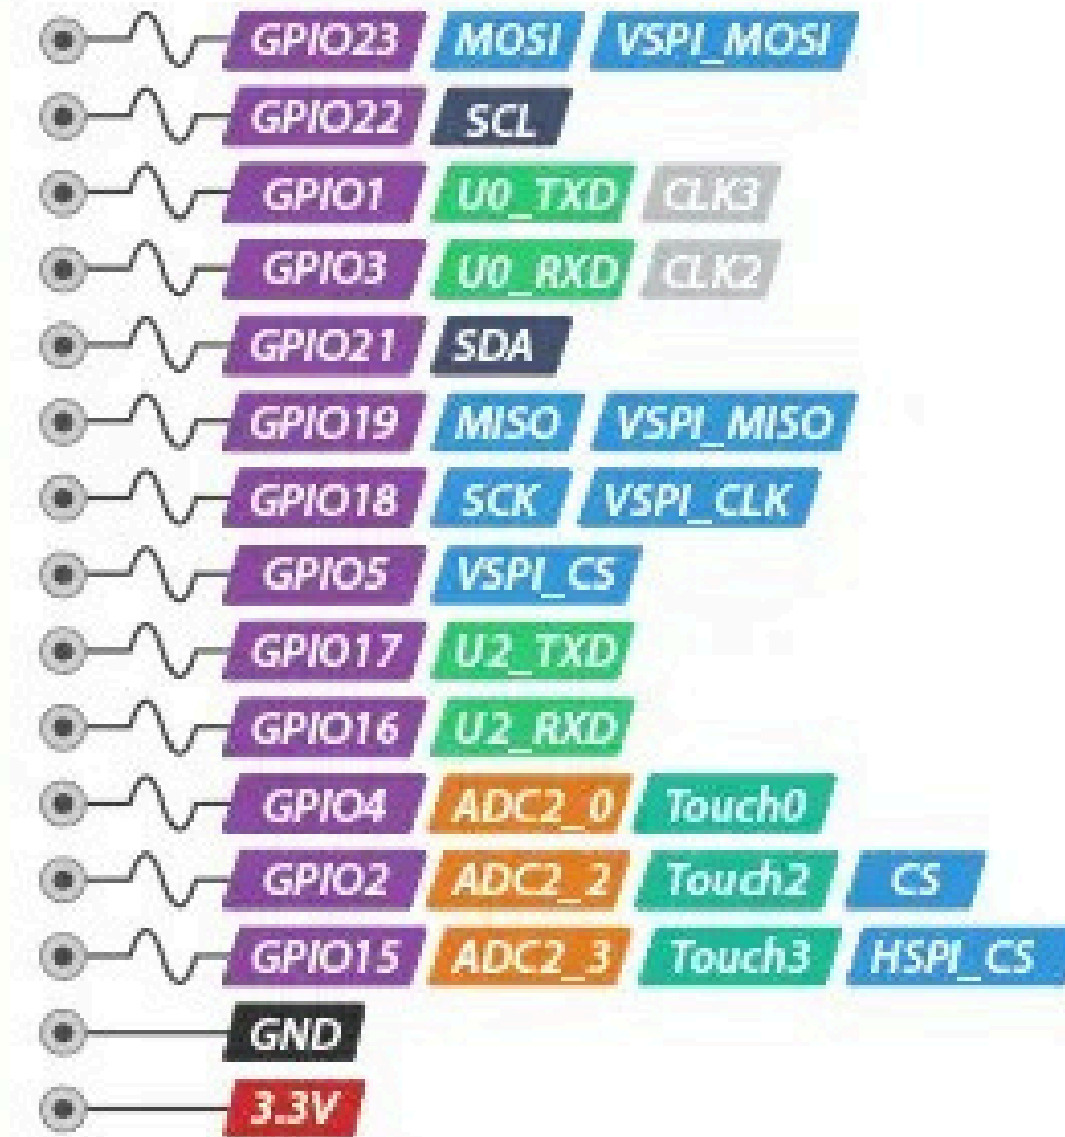 GPIO23 MOSI VSPI_MOSI
GPIO22 SCL
GPIO1 U0_TXD CLK3
GPIO3 U0_RXD CLK2
GPIO21 SDA
GPIO19 MISO VSPI_MISO
GPIO18 SCK VSPI_CLK
GPIO5 VSPI_CS
GPIO17 U2_TXD
GPIO16 U2_RXD
GPIO4 ADC2_0 Touch0
GPIO2 ADC2_2 Touch2 CS
GPIO15 ADC2_3 Touch3 HSPI_CS
GND
3.3V